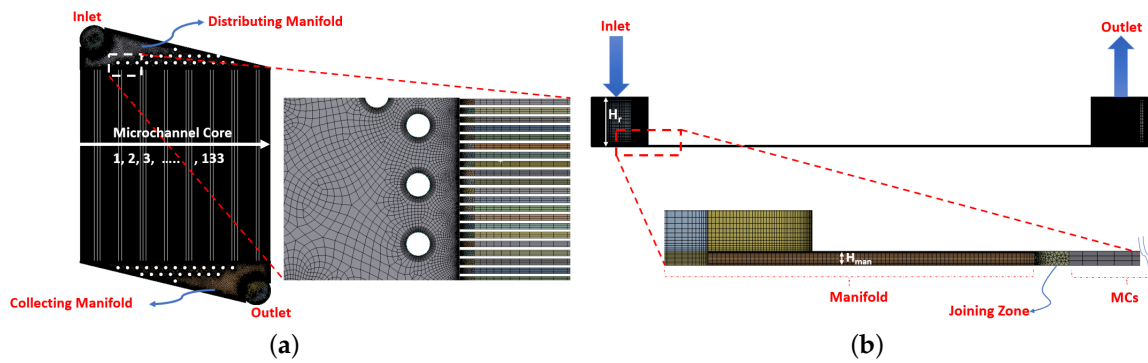 Inlet
Distributing Manifold
Microchannel Core
1, 2, 3, ..... , 133
Collecting Manifold
Outlet
(a)
Inlet
Outlet
Hr
Hman
Manifold
Joining Zone
MCs
(b)